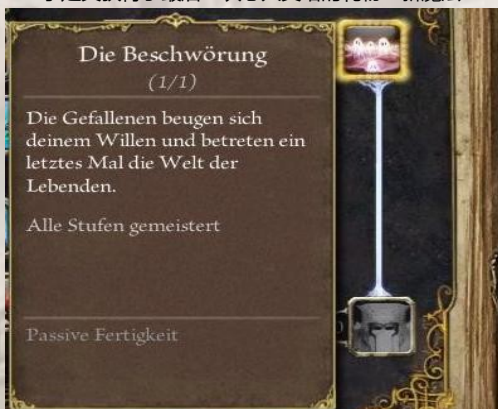 Die Beschwörung
(1/1)
Die Gefallenen beugen sich
deinem Willen und betreten ein
letztes Mal die Welt der
Lebenden.
Alle Stufen gemeistert
Passive Fertigkeit